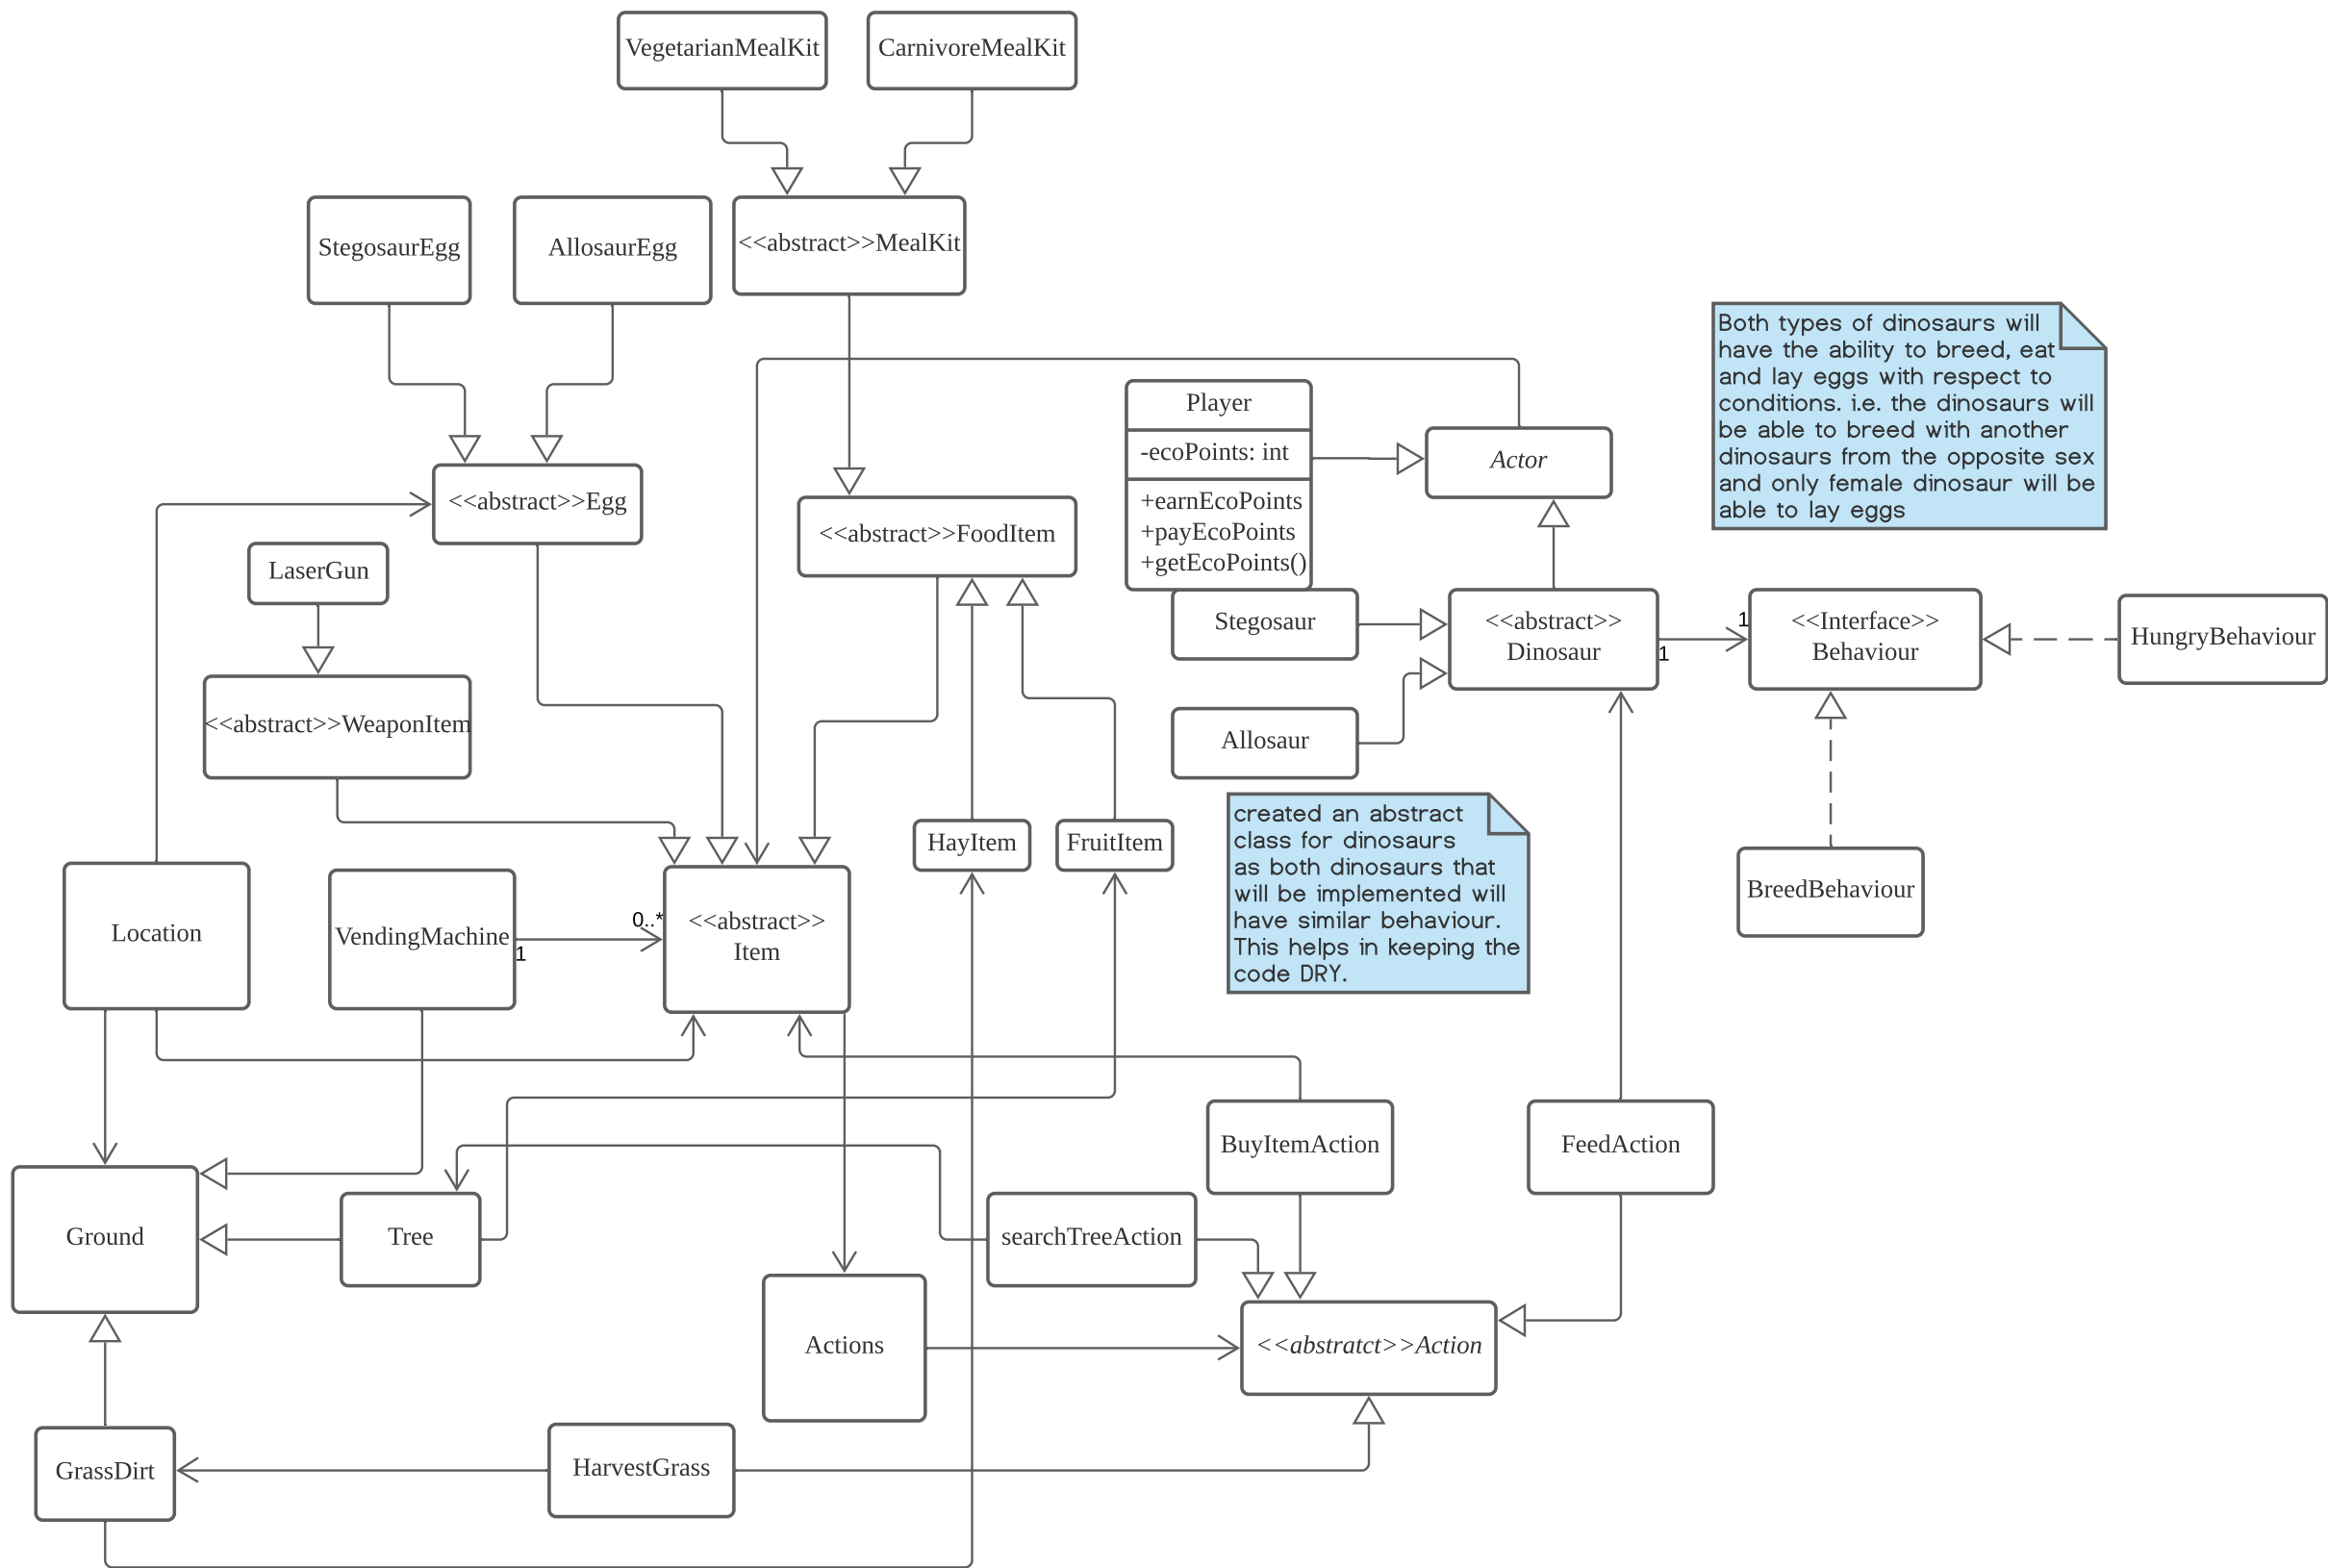 VegetarianMealKit
CarnivoreMealKit
StegosaurEgg
AllosaurEgg
<<abstract>>MealKit
Both types of dinosaurs will
have the ability to breed, eat
and lay eggs with respect to
conditions. i.e. the dinosaurs will
be able to breed with another
dinosaurs from the opposite sex
and only female dinosaur will be
able to lay eggs
Player
-ecoPoints: int
+earnEcoPoints
+payEcoPoints
+getEcoPoints()
Actor
<<abstract>>Egg
<<abstract>>FoodItem
LaserGun
Stegosaur
<<abstract>>
Dinosaur
1
1
<<Interface>>
Behaviour
HungryBehaviour
<<abstract>>WeaponItem
Allosaur
created an abstract
class for dinosaurs
as both dinosaurs that
will be implemented will
have similar behaviour.
This helps in keeping the
code DRY.
HayItem
FruitItem
BreedBehaviour
Location
VendingMachine
0..*
1
<<abstract>>
Item
BuyItemAction
FeedAction
Ground
Tree
searchTreeAction
Actions
<<abstratct>>Action
GrassDirt
HarvestGrass